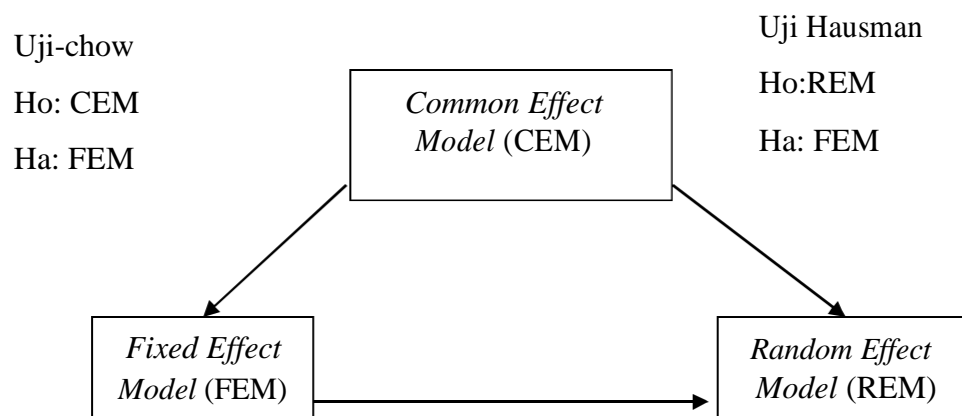 Uji-chow
Ho: CEM
Ha: FEM
Uji Hausman
Ho:REM
Ha: FEM
Common Effect
Model (CEM)
Fixed Effect
Model (FEM)
Random Effect
Model (REM)